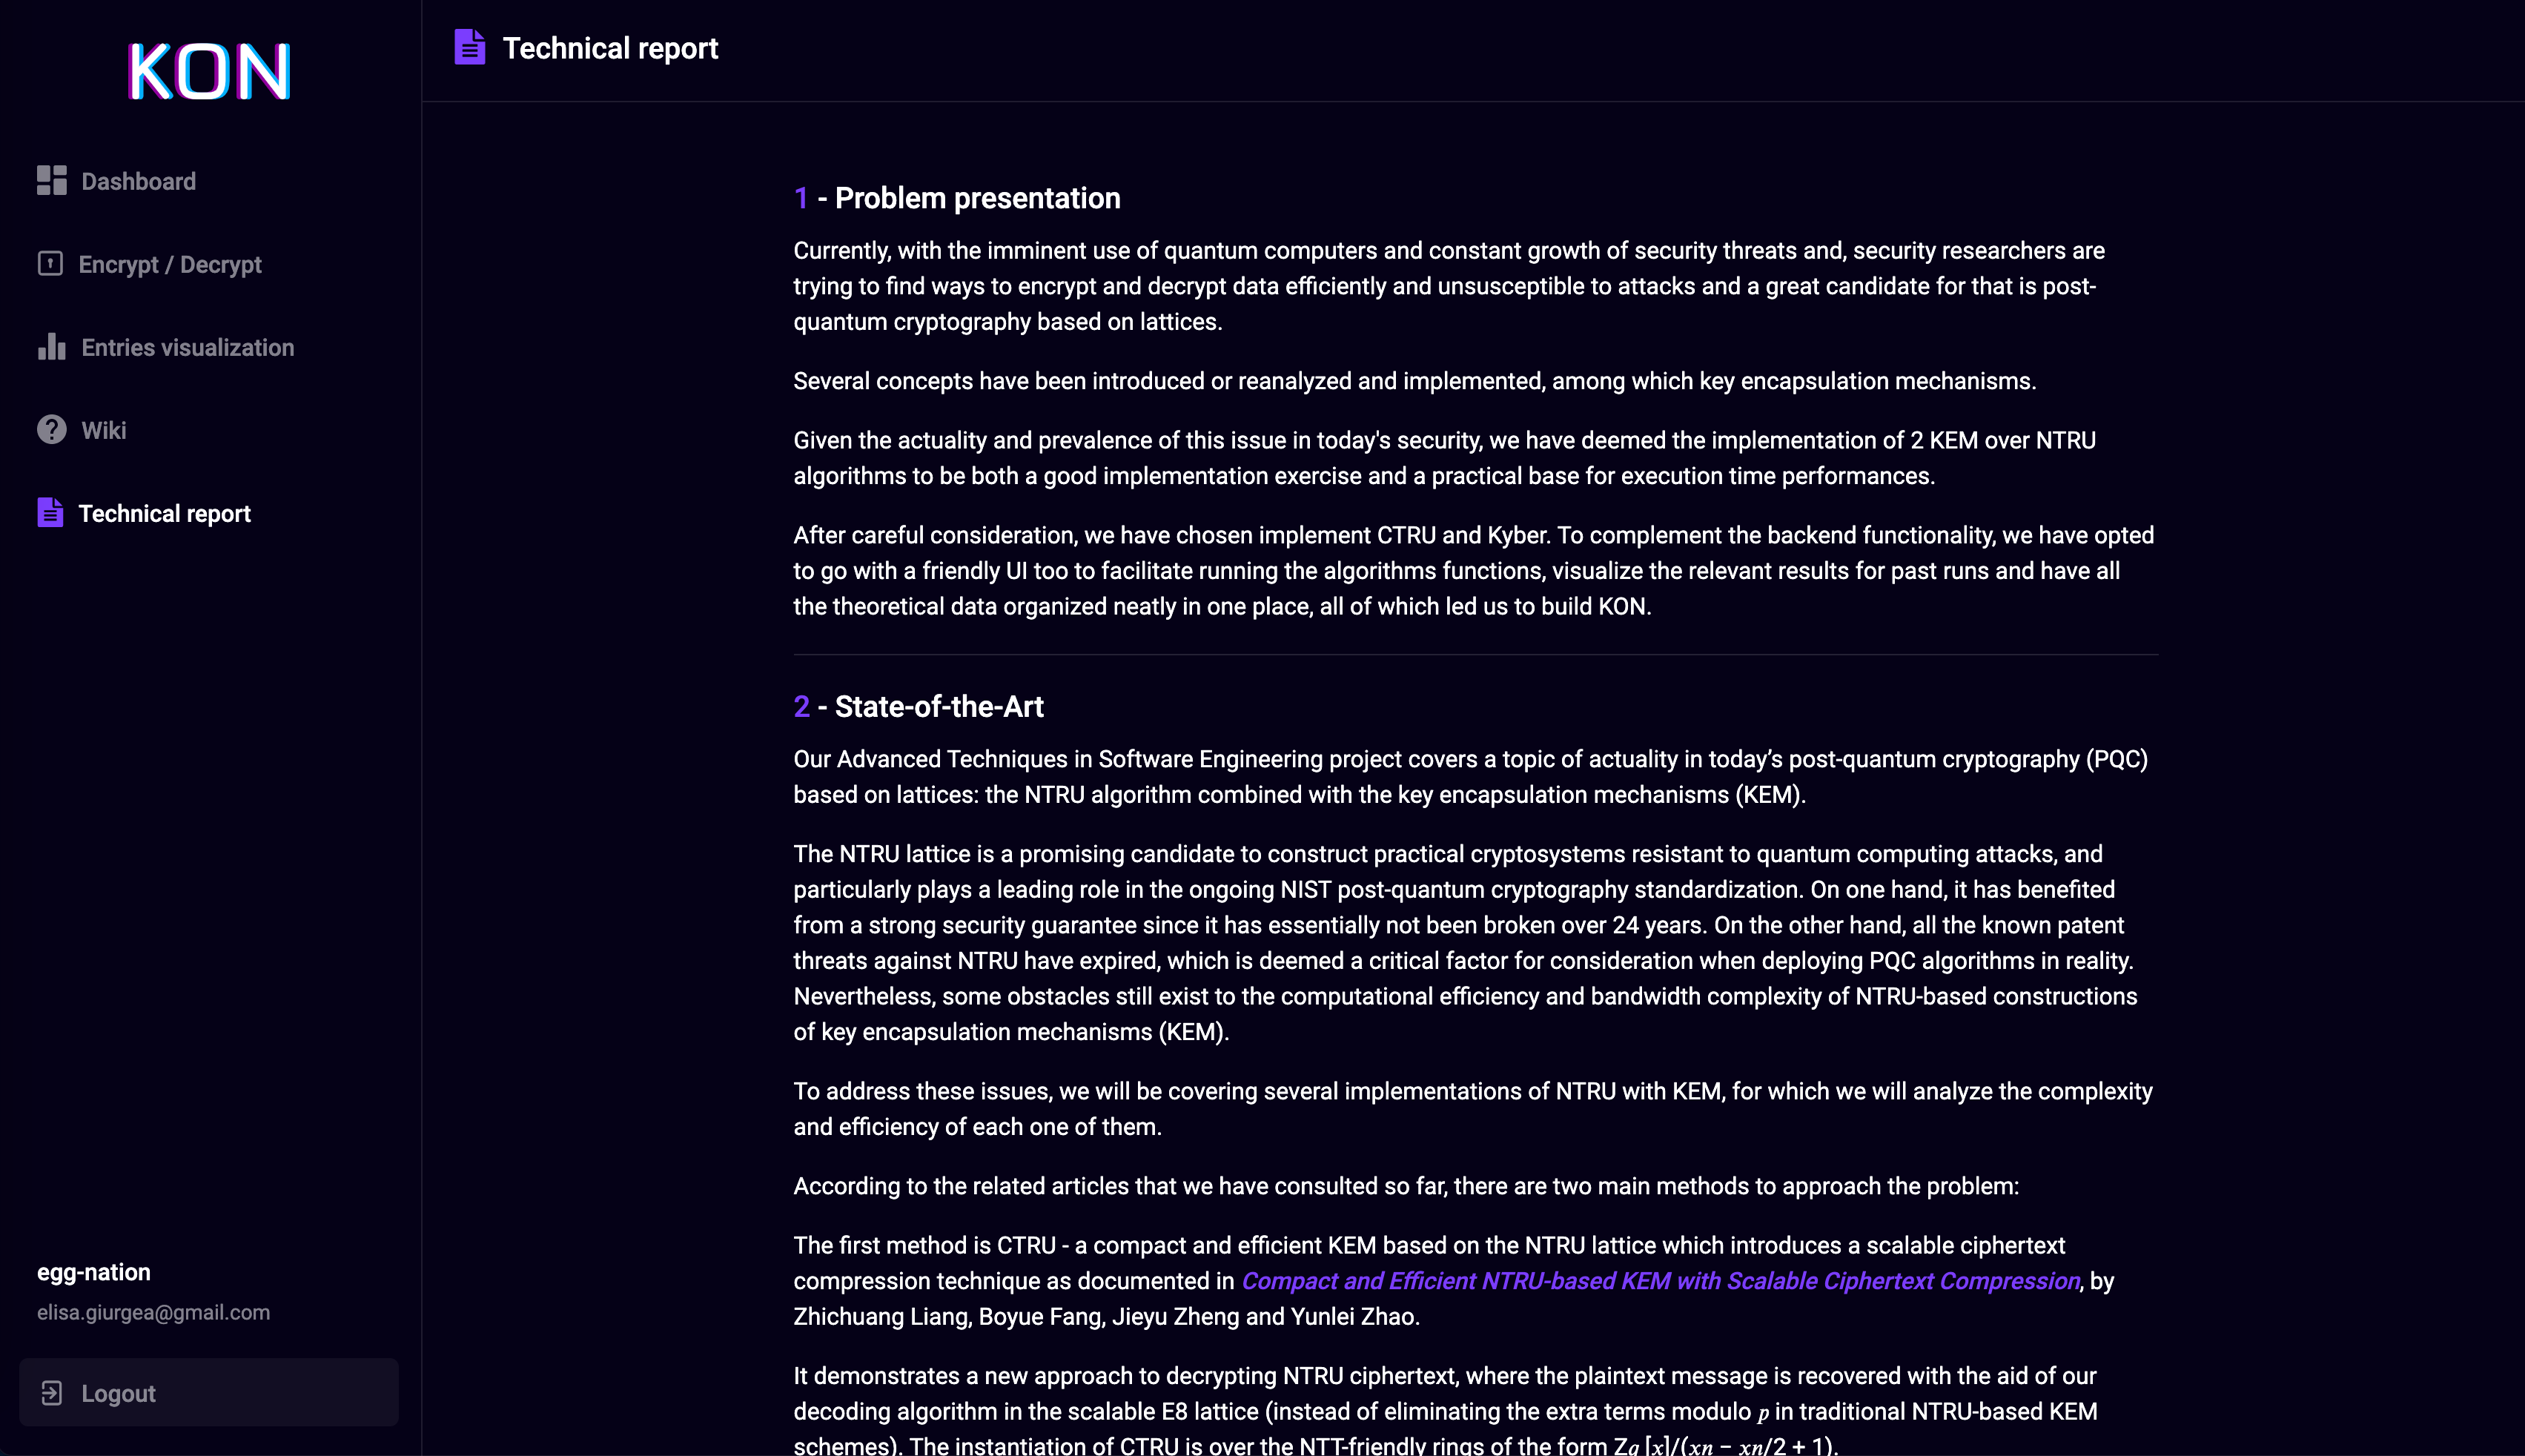 KON
Dashboard
Encrypt / Decrypt
Entries visualization
Wiki
Technical report
egg-nation
elisa.giurgea@gmail.com
Logout
Technical report
1 - Problem presentation
Currently, with the imminent use of quantum computers and constant growth of security threats and, security researchers are
trying to find ways to encrypt and decrypt data efficiently and unsusceptible to attacks and a great candidate for that is post-
quantum cryptography based on lattices.
Several concepts have been introduced or reanalyzed and implemented, among which key encapsulation mechanisms.
Given the actuality and prevalence of this issue in today's security, we have deemed the implementation of 2 KEM over NTRU
algorithms to be both a good implementation exercise and a practical base for execution time performances.
After careful consideration, we have chosen implement CTRU and Kyber. To complement the backend functionality, we have opted
to go with a friendly UI too to facilitate running the algorithms functions, visualize the relevant results for past runs and have all
the theoretical data organized neatly in one place, all of which led us to build KON.
2 - State-of-the-Art
Our Advanced Techniques in Software Engineering project covers a topic of actuality in today’s post-quantum cryptography (PQC)
based on lattices: the NTRU algorithm combined with the key encapsulation mechanisms (KEM).
The NTRU lattice is a promising candidate to construct practical cryptosystems resistant to quantum computing attacks, and
particularly plays a leading role in the ongoing NIST post-quantum cryptography standardization. On one hand, it has benefited
from a strong security guarantee since it has essentially not been broken over 24 years. On the other hand, all the known patent
threats against NTRU have expired, which is deemed a critical factor for consideration when deploying PQC algorithms in reality.
Nevertheless, some obstacles still exist to the computational efficiency and bandwidth complexity of NTRU-based constructions
of key encapsulation mechanisms (KEM).
To address these issues, we will be covering several implementations of NTRU with KEM, for which we will analyze the complexity
and efficiency of each one of them.
According to the related articles that we have consulted so far, there are two main methods to approach the problem:
The first method is CTRU - a compact and efficient KEM based on the NTRU lattice which introduces a scalable ciphertext
compression technique as documented in Compact and Efficient NTRU-based KEM with Scalable Ciphertext Compression, by
Zhichuang Liang, Boyue Fang, Jieyu Zheng and Yunlei Zhao.
It demonstrates a new approach to decrypting NTRU ciphertext, where the plaintext message is recovered with the aid of our
decoding algorithm in the scalable E8 lattice (instead of eliminating the extra terms modulo p in traditional NTRU-based KEM
schemes). The instantiation of CTRU is over the NTT-friendly rings of the form Zq [x]/(xn − xn/2 + 1).